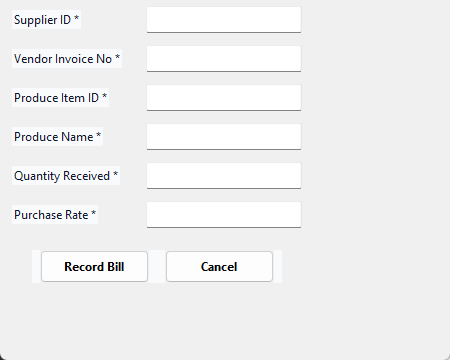 Supplier ID *
Vendor Invoice No *
Produce Item ID *
Produce Name *
Quantity Received *
Purchase Rate *
Record Bill Cancel